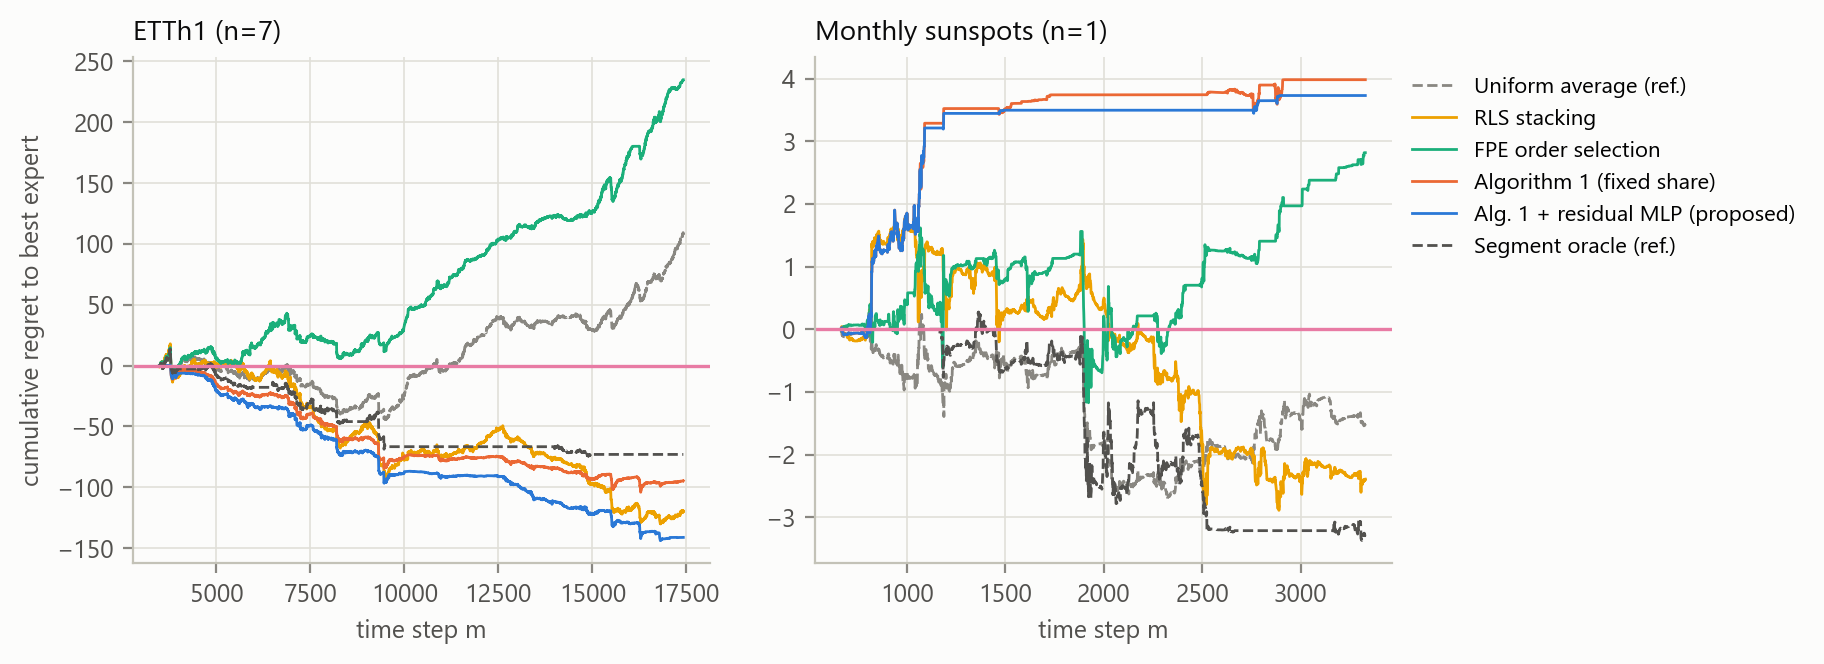 ETTh1 (n=7)
250
200
150
100
50
0
−50
−100
−150
cumulative regret to best expert
5000
7500
10000
12500
15000
17500
time step m
Monthly sunspots (n=1)
4
3
2
1
0
−1
−2
−3
1000
1500
2000
2500
3000
time step m
Uniform average (ref.)
RLS stacking
FPE order selection
Algorithm 1 (fixed share)
Alg. 1 + residual MLP (proposed)
Segment oracle (ref.)